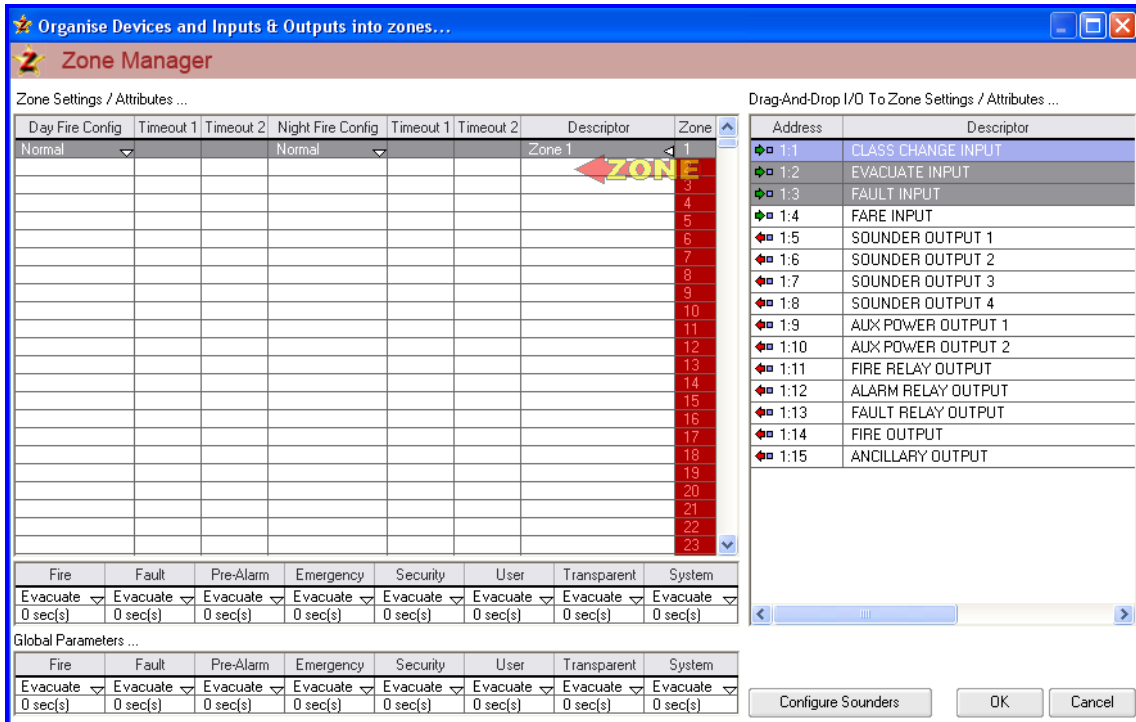 Organise Devices and Inputs & Outputs into zones...
Z Zone Manager
Zone Settings / Attributes ...
Day Fire Config Timeout 1 Timeout 2 Night Fire Config Timeout 1 Timeout 2 Descriptor Zone
Normal Normal Zone 1 1
ZONE
3
4
5
6
7
8
9
10
11
12
13
14
15
16
17
18
19
20
21
22
23
Fire Fault Pre-Alarm Emergency Security User Transparent System
Evacuate Evacuate Evacuate Evacuate Evacuate Evacuate Evacuate Evacuate
0 sec(s) 0 sec(s) 0 sec(s) 0 sec(s) 0 sec(s) 0 sec(s) 0 sec(s) 0 sec(s)
Global Parameters ...
Fire Fault Pre-Alarm Emergency Security User Transparent System
Evacuate Evacuate Evacuate Evacuate Evacuate Evacuate Evacuate Evacuate
0 sec(s) 0 sec(s) 0 sec(s) 0 sec(s) 0 sec(s) 0 sec(s) 0 sec(s) 0 sec(s)
Drag-And-Drop I/O To Zone Settings / Attributes ...
Address Descriptor
1:1 CLASS CHANGE INPUT
1:2 EVACUATE INPUT
1:3 FAULT INPUT
1:4 FARE INPUT
1:5 SOUNDER OUTPUT 1
1:6 SOUNDER OUTPUT 2
1:7 SOUNDER OUTPUT 3
1:8 SOUNDER OUTPUT 4
1:9 AUX POWER OUTPUT 1
1:10 AUX POWER OUTPUT 2
1:11 FIRE RELAY OUTPUT
1:12 ALARM RELAY OUTPUT
1:13 FAULT RELAY OUTPUT
1:14 FIRE OUTPUT
1:15 ANCILLARY OUTPUT
Configure Sounders OK Cancel